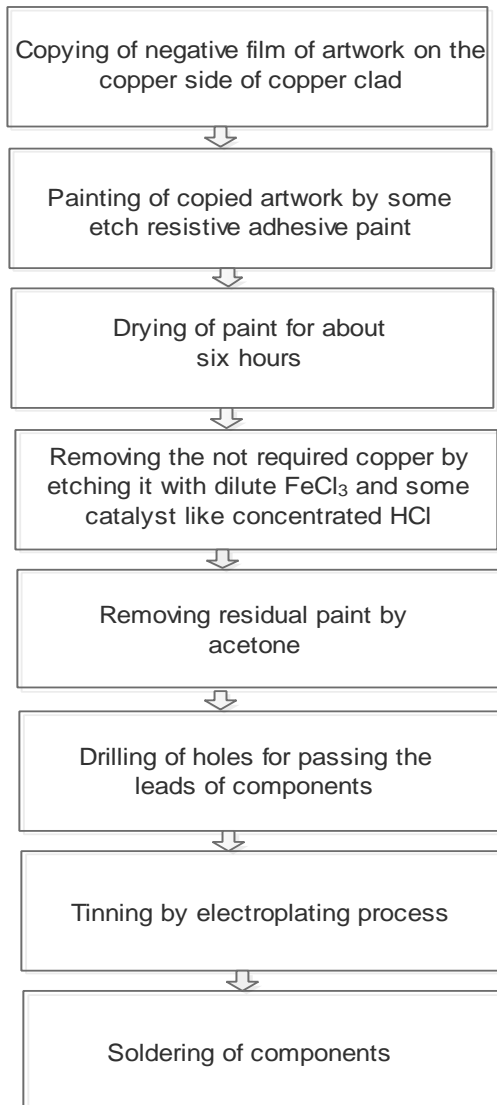 Copying of negative film of artwork on the
copper side of copper clad
Painting of copied artwork by some
etch resistive adhesive paint
Drying of paint for about
six hours
Removing the not required copper by
etching it with dilute FeCl₃ and some
catalyst like concentrated HCl
Removing residual paint by
acetone
Drilling of holes for passing the
leads of components
Tinning by electroplating process
Soldering of components